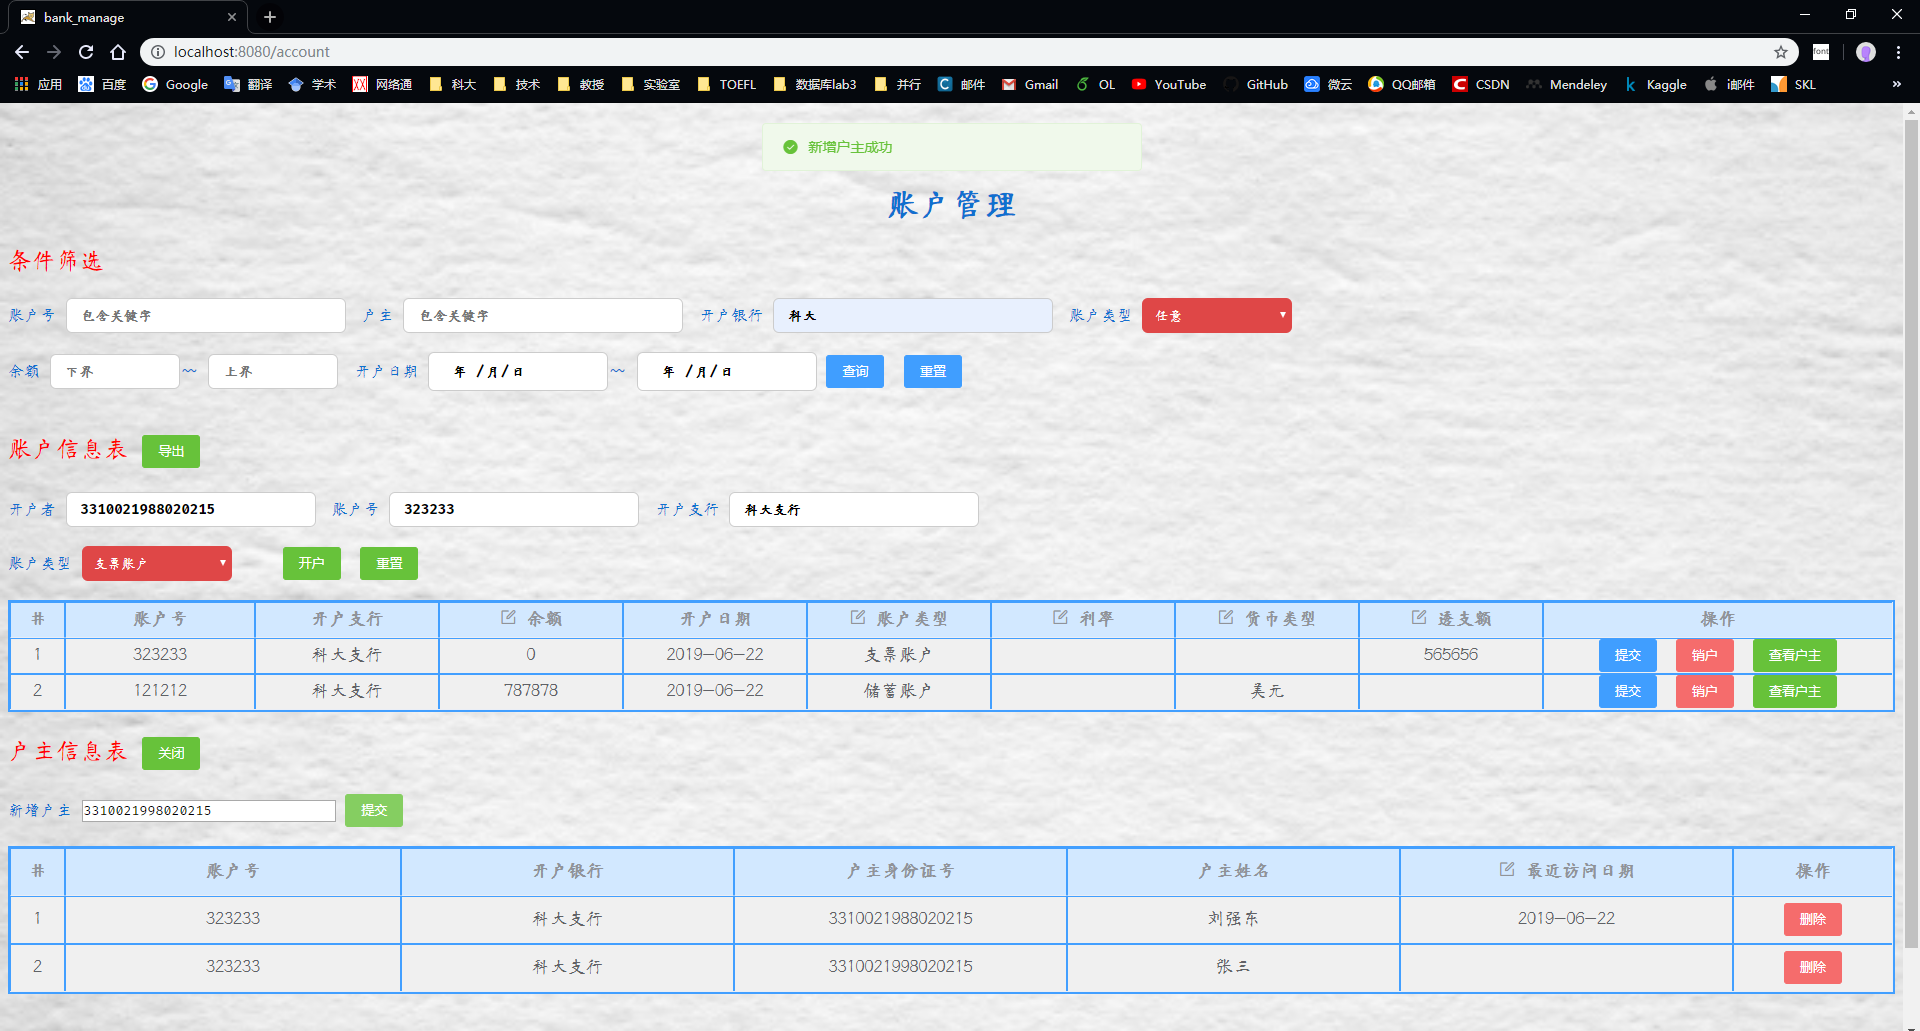 bank_manage
localhost:8080/account
font
应用 百度 Google 翻译 学术 网络通 科大 技术 教授 实验室 TOEFL 数据库lab3 并行 邮件 Gmail OL YouTube GitHub 微云 QQ邮箱 CSDN Mendeley Kaggle i邮件 SKL »
新增户主成功
账户管理
条件筛选
账户号 包含关键字 户主 包含关键字 开户银行 科大 账户类型 任意
余额 下界 ~~ 上界 开户日期 年 /月/日 ~~ 年 /月/日 查询 重置
账户信息表 导出
开户者 3310021988020215 账户号 323233 开户支行 科大支行
账户类型 支票账户 开户 重置
# 账户号 开户支行 余额 开户日期 账户类型 利率 货币类型 透支额 操作
1 323233 科大支行 0 2019-06-22 支票账户 565656 提交 销户 查看户主
2 121212 科大支行 787878 2019-06-22 储蓄账户 美元 提交 销户 查看户主
户主信息表 关闭
新增户主 3310021998020215 提交
# 账户号 开户银行 户主身份证号 户主姓名 最近访问日期 操作
1 323233 科大支行 3310021988020215 刘强东 2019-06-22 删除
2 323233 科大支行 3310021998020215 张三 删除